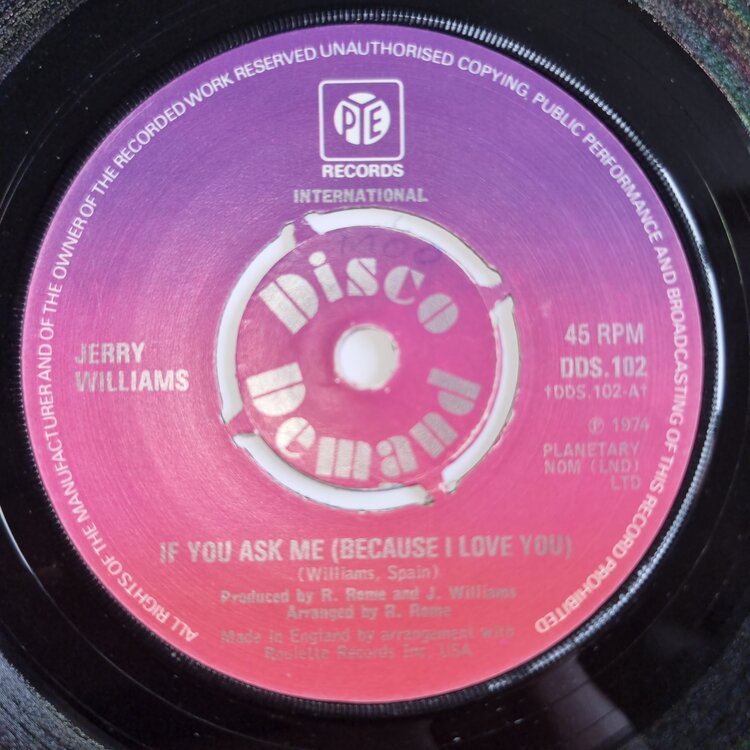 ALL RIGHTS OF THE MANUFACTURER AND OF THE OWNER OF THE RECORDED WORK RESERVED. UNAUTHORISED COPYING, PUBLIC PERFORMANCE AND BROADCASTING OF THIS RECORD PROHIBITED
PYE
RECORDS
INTERNATIONAL
Disco
Demand
JERRY
WILLIAMS
45 RPM
DDS.102
†DDS.102-A†
℗ 1974
PLANETARY
NOM (LND)
LTD
IF YOU ASK ME (BECAUSE I LOVE YOU)
(Williams, Spain)
Produced by R. Rome and J. Williams
Arranged by R. Rome
Made in England by arrangement with
Roulette Records Inc, USA.